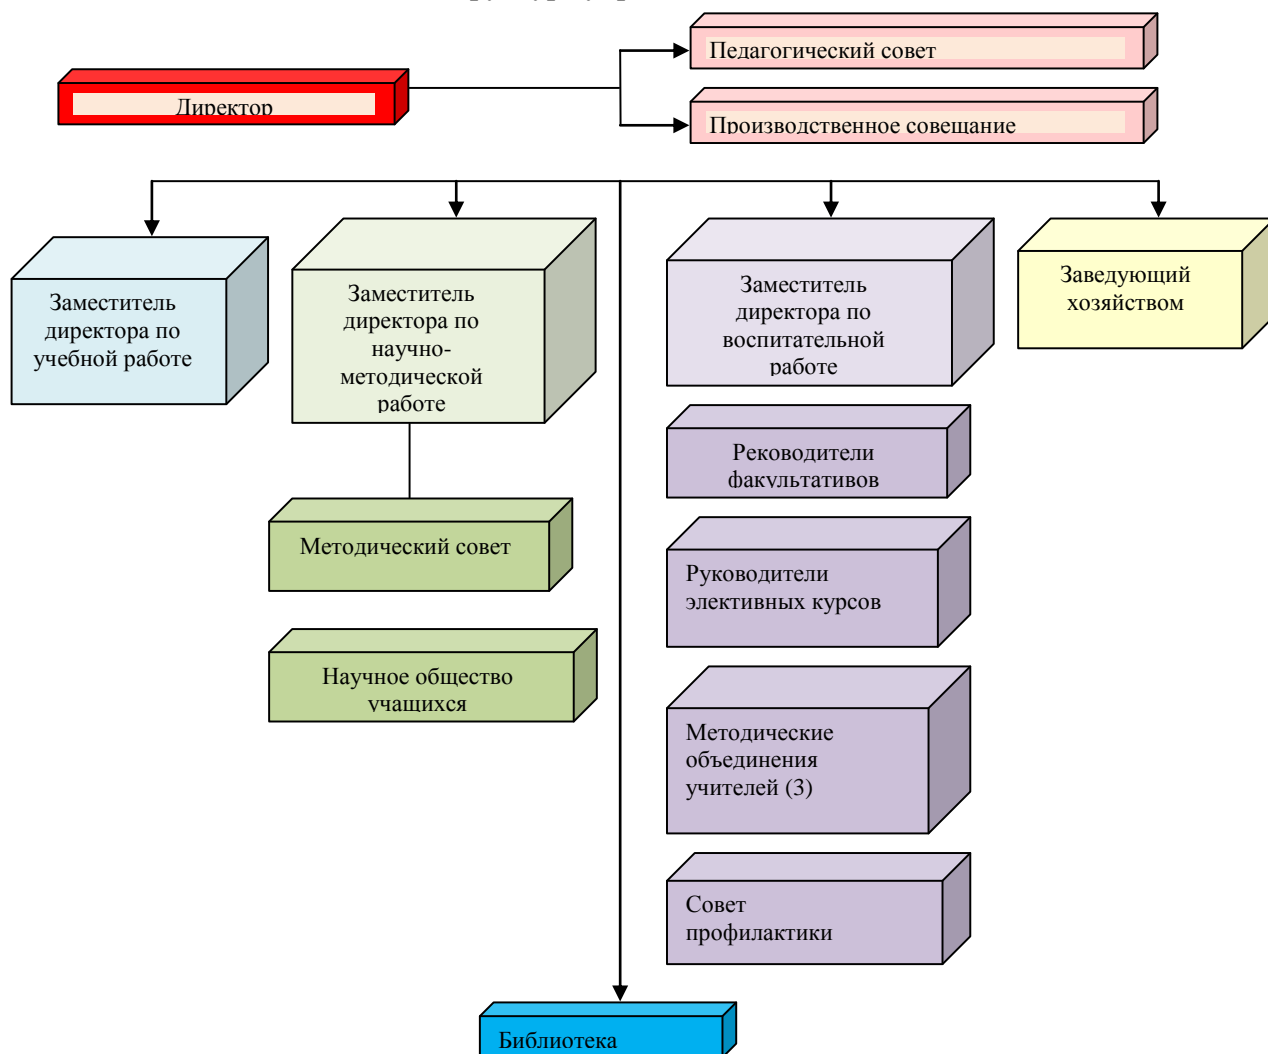 Педагогический совет
Директор
Производственное совещание
Заместитель
директора по
учебной работе
Заместитель
директора по
научно-
методической
работе
Заместитель
директора по
воспитательной
работе
Заведующий
хозяйством
Реководители
факультативов
Методический совет
Руководители
элективных курсов
Научное общество
учащихся
Методические
объединения
учителей (3)
Совет
профилактики
Библиотека